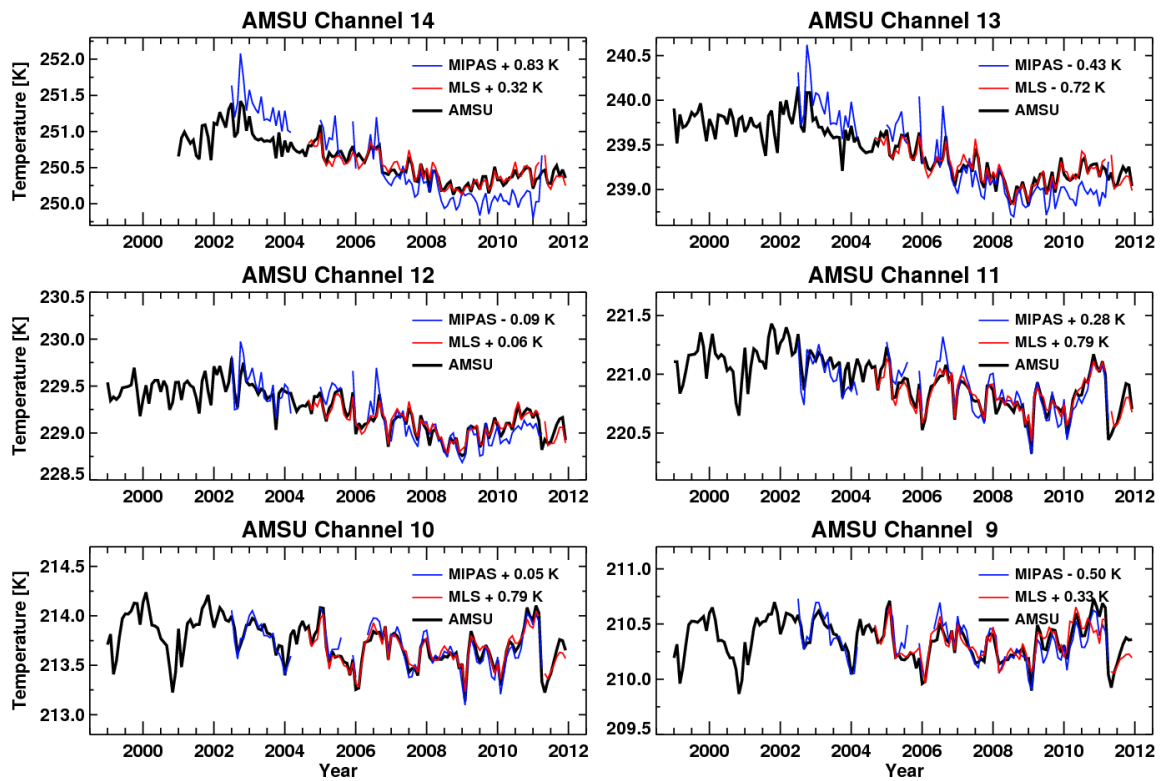 AMSU Channel 14
Temperature [K]
252.0
251.5
251.0
250.5
250.0
MIPAS + 0.83 K
MLS + 0.32 K
AMSU
2000 2002 2004 2006 2008 2010 2012
AMSU Channel 13
240.5
240.0
239.5
239.0
MIPAS - 0.43 K
MLS - 0.72 K
AMSU
2000 2002 2004 2006 2008 2010 2012
AMSU Channel 12
Temperature [K]
230.5
230.0
229.5
229.0
228.5
MIPAS - 0.09 K
MLS + 0.06 K
AMSU
2000 2002 2004 2006 2008 2010 2012
AMSU Channel 11
221.5
221.0
220.5
MIPAS + 0.28 K
MLS + 0.79 K
AMSU
2000 2002 2004 2006 2008 2010 2012
AMSU Channel 10
Temperature [K]
214.5
214.0
213.5
213.0
MIPAS + 0.05 K
MLS + 0.79 K
AMSU
2000 2002 2004 2006 2008 2010 2012
Year
AMSU Channel 9
211.0
210.5
210.0
209.5
MIPAS - 0.50 K
MLS + 0.33 K
AMSU
2000 2002 2004 2006 2008 2010 2012
Year